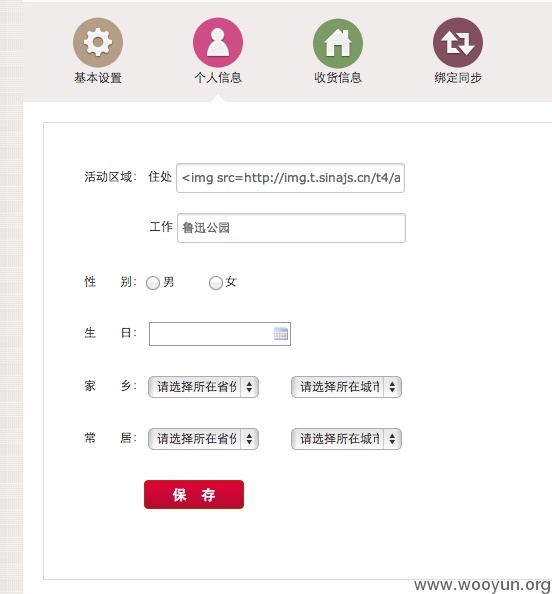 基本设置 个人信息 收货信息 绑定同步
活动区域： 住处 <img src=http://img.t.sinajs.cn/t4/a
工作 鲁迅公园
性 别： 男 女
生 日：
家 乡： 请选择所在省份 请选择所在城市
常 居： 请选择所在省份 请选择所在城市
保 存
www.wooyun.org